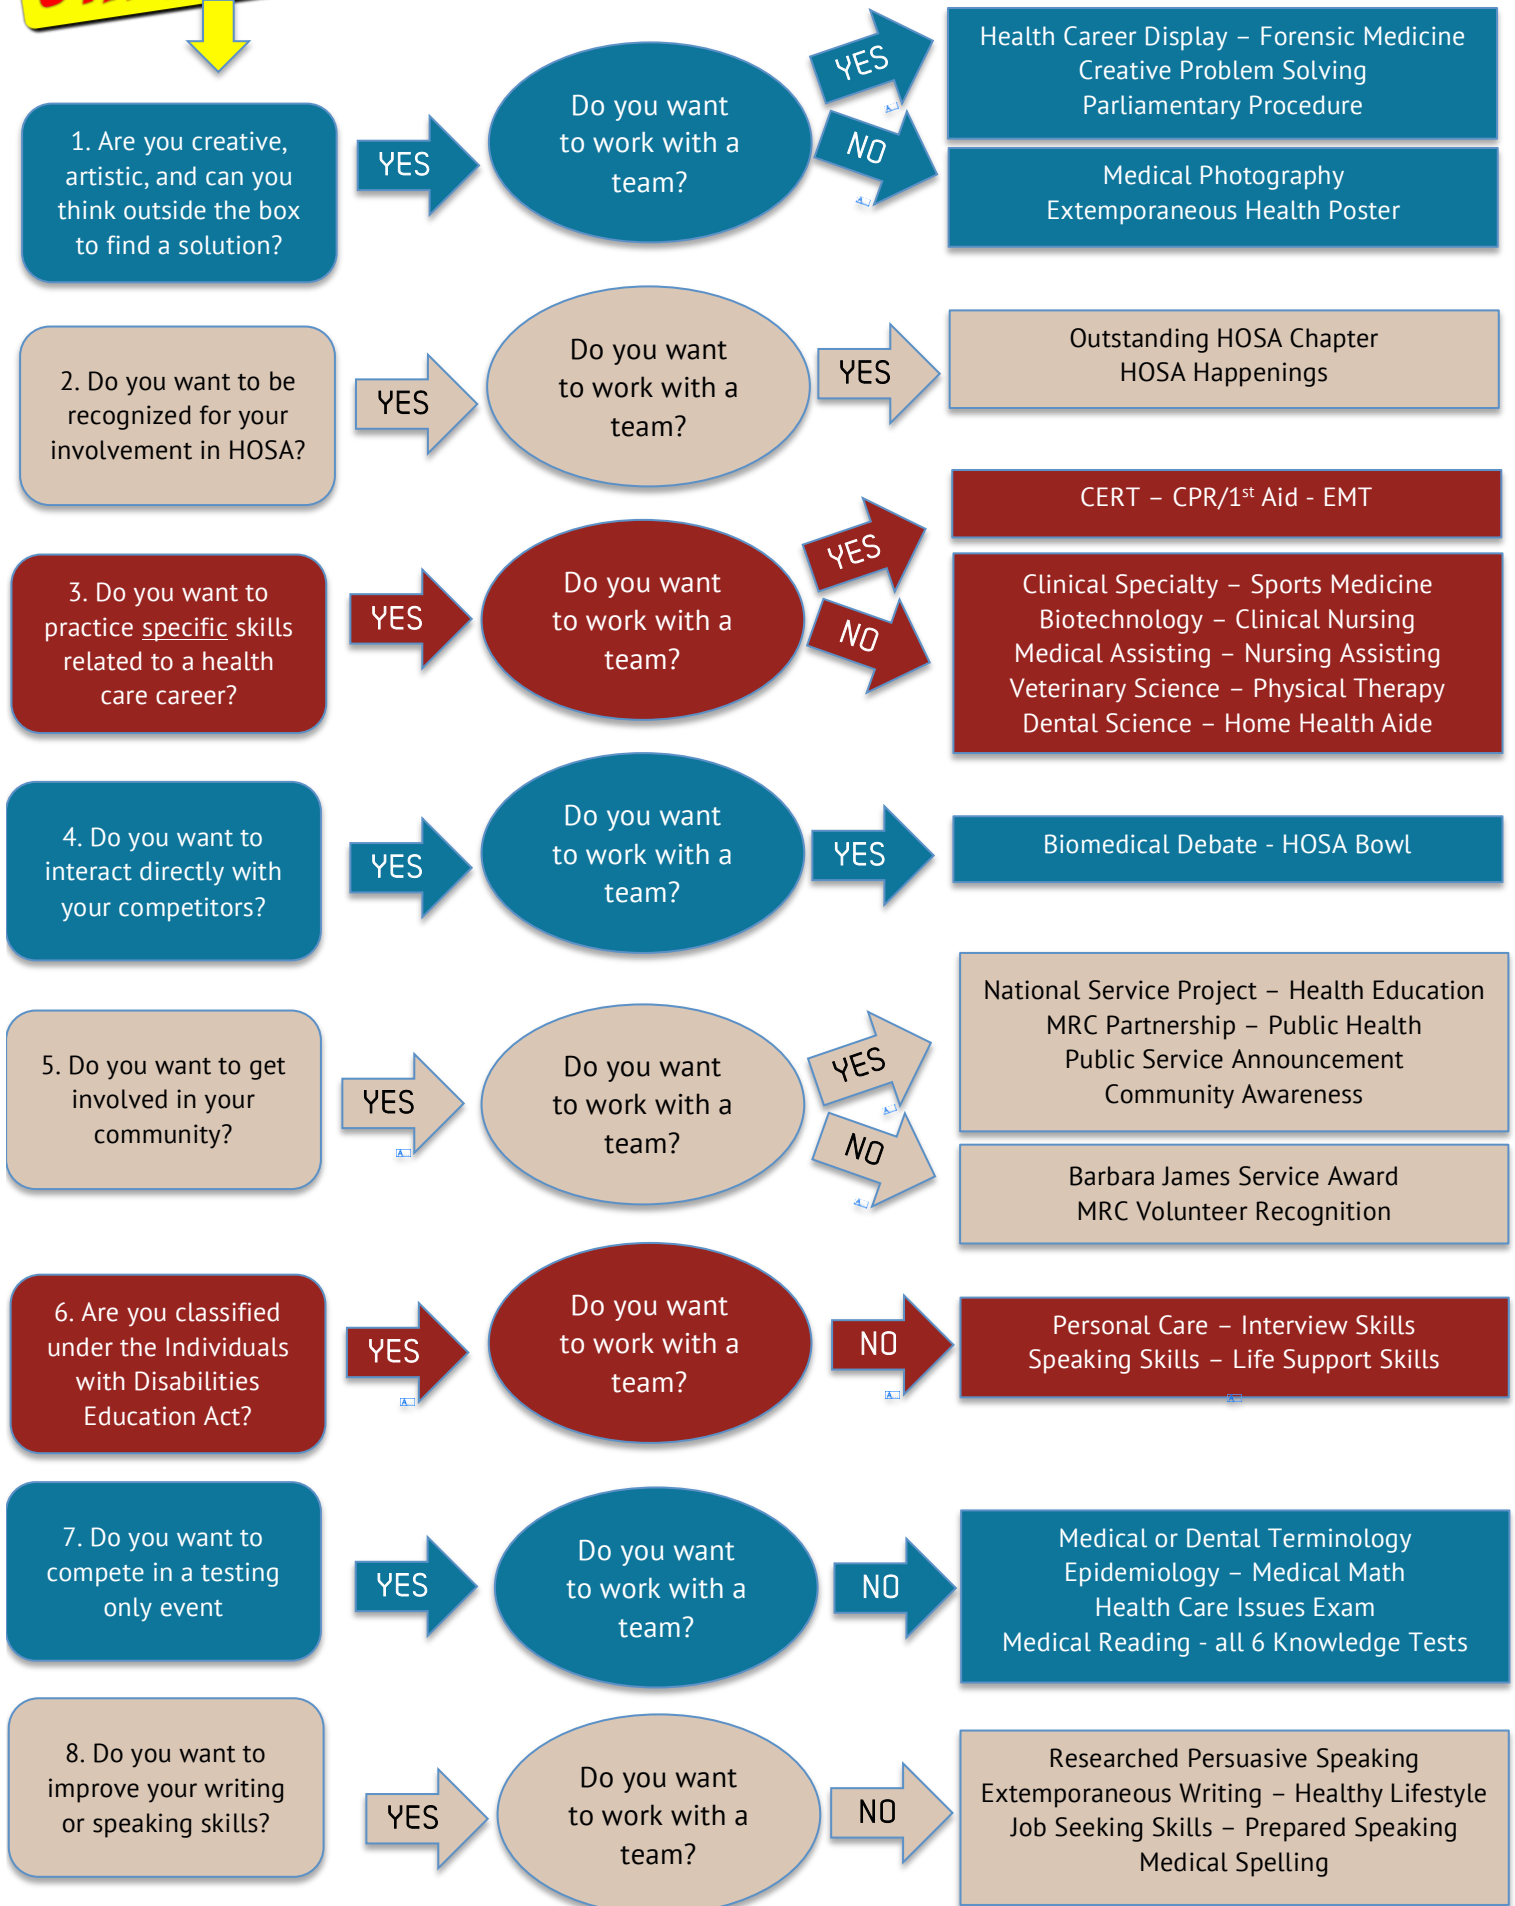 1. Are you creative,
artistic, and can you
think outside the box
to find a solution?
YES
Do you want
to work with a
team?
YES
Health Career Display – Forensic Medicine
Creative Problem Solving
Parliamentary Procedure
NO
Medical Photography
Extemporaneous Health Poster
2. Do you want to be
recognized for your
involvement in HOSA?
YES
Do you want
to work with a
team?
YES
Outstanding HOSA Chapter
HOSA Happenings
3. Do you want to
practice specific skills
related to a health
care career?
YES
Do you want
to work with a
team?
YES
CERT – CPR/1st Aid - EMT
NO
Clinical Specialty – Sports Medicine
Biotechnology – Clinical Nursing
Medical Assisting – Nursing Assisting
Veterinary Science – Physical Therapy
Dental Science – Home Health Aide
4. Do you want to
interact directly with
your competitors?
YES
Do you want
to work with a
team?
YES
Biomedical Debate - HOSA Bowl
5. Do you want to get
involved in your
community?
YES
Do you want
to work with a
team?
YES
National Service Project – Health Education
MRC Partnership – Public Health
Public Service Announcement
Community Awareness
NO
Barbara James Service Award
MRC Volunteer Recognition
6. Are you classified
under the Individuals
with Disabilities
Education Act?
YES
Do you want
to work with a
team?
NO
Personal Care – Interview Skills
Speaking Skills – Life Support Skills
7. Do you want to
compete in a testing
only event
YES
Do you want
to work with a
team?
NO
Medical or Dental Terminology
Epidemiology – Medical Math
Health Care Issues Exam
Medical Reading - all 6 Knowledge Tests
8. Do you want to
improve your writing
or speaking skills?
YES
Do you want
to work with a
team?
NO
Researched Persuasive Speaking
Extemporaneous Writing – Healthy Lifestyle
Job Seeking Skills – Prepared Speaking
Medical Spelling